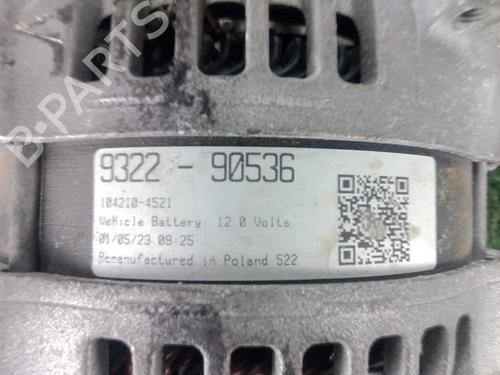 B-PARTS
9322 - 90536
104210-4521
Vehicle Battery 12.0 Volts
01/05/23 09 25
Remanufactured in Poland 522